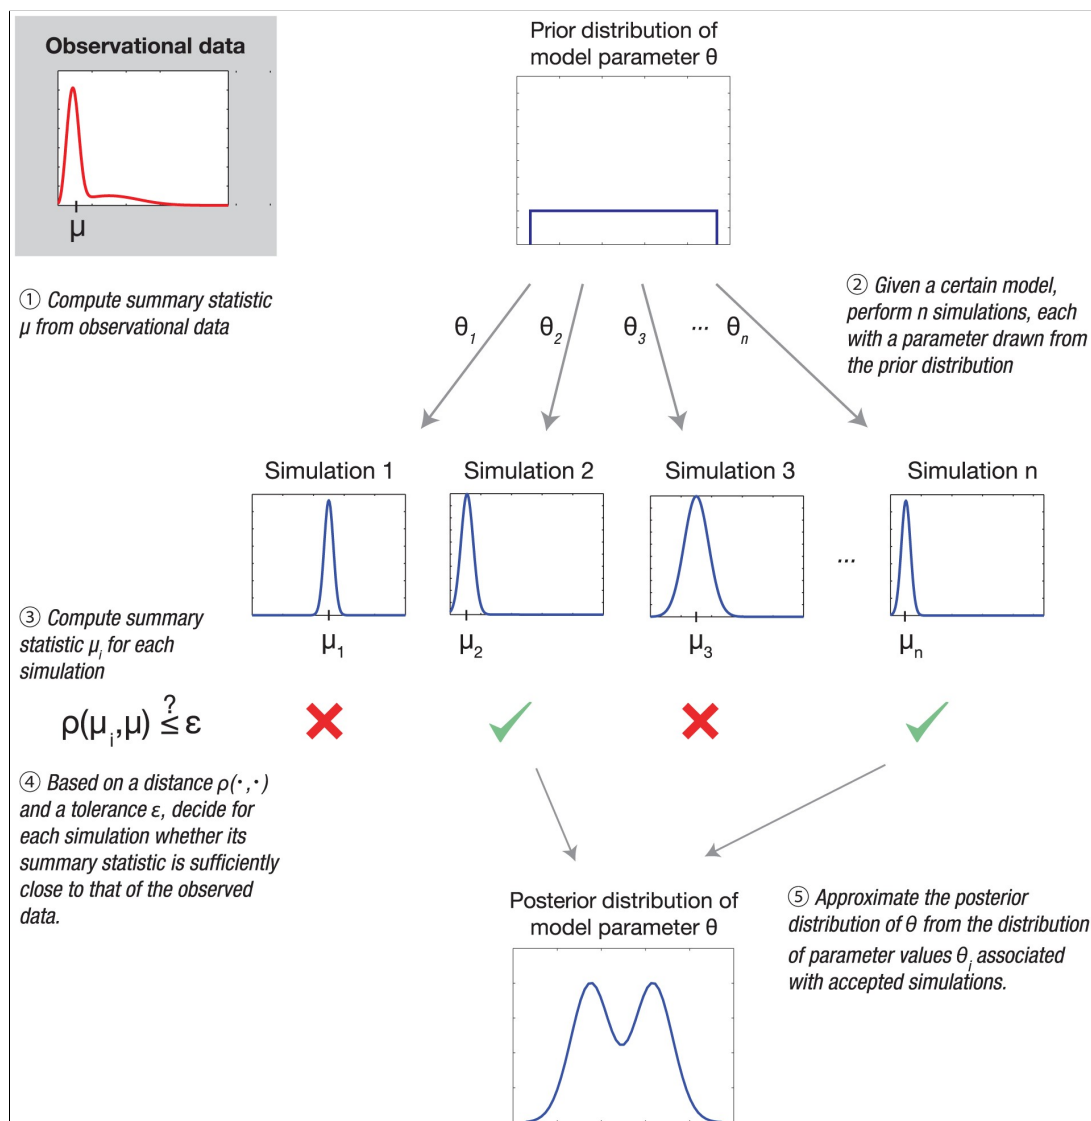 Observational data
μ
Prior distribution of
model parameter θ
① Compute summary statistic
μ from observational data
② Given a certain model,
perform n simulations, each
with a parameter drawn from
the prior distribution
θ1 θ2 θ3 ... θn
Simulation 1
Simulation 2
Simulation 3
Simulation n
...
μ1
μ2
μ3
μn
③ Compute summary
statistic μi for each
simulation
?
ρ(μi,μ) ≤ ε
④ Based on a distance ρ(·,·)
and a tolerance ε, decide for
each simulation whether its
summary statistic is sufficiently
close to that of the observed
data.
Posterior distribution of
model parameter θ
⑤ Approximate the posterior
distribution of θ from the distribution
of parameter values θi associated
with accepted simulations.